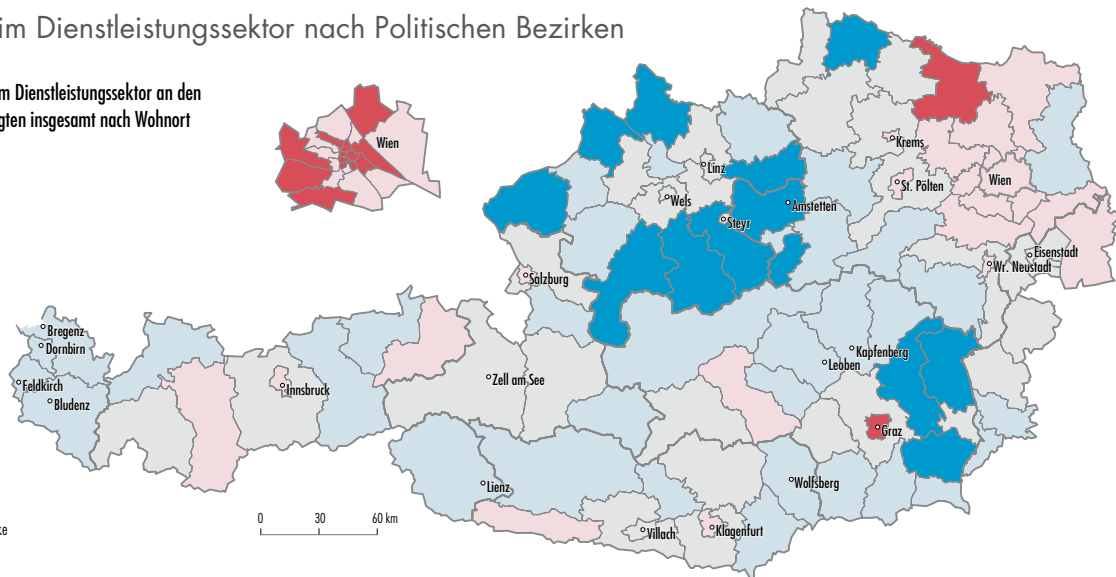 im Dienstleistungssektor nach Politischen Bezirken
m Dienstleistungssektor an den
gten insgesamt nach Wohnort
Wien
Krems
Linz
St. Pölten
Wien
Wels
Amstetten
Steyr
Eisenstadt
Wr. Neustadt
Salzburg
Bregenz
Dornbirn
Kapfenberg
Leoben
Zell am See
Feldkirch
Innsbruck
Bludenz
Graz
Lienz
Wolfsberg
0 30 60 km
ke
Villach
Klagenfurt